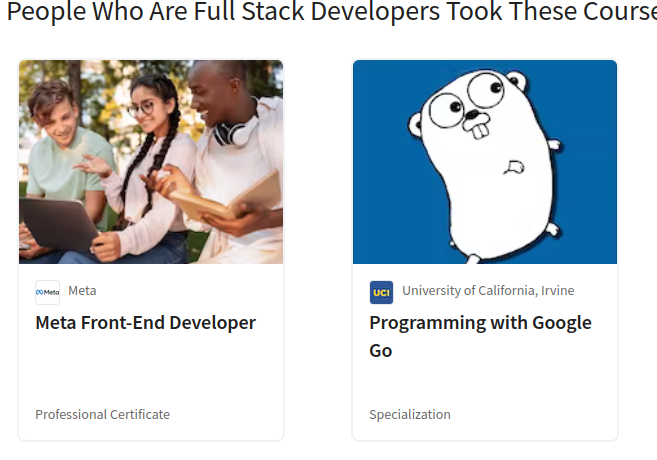 People Who Are Full Stack Developers Took These Course
Meta
Meta
Meta Front-End Developer
Professional Certificate
UCI
University of California, Irvine
Programming with Google
Go
Specialization